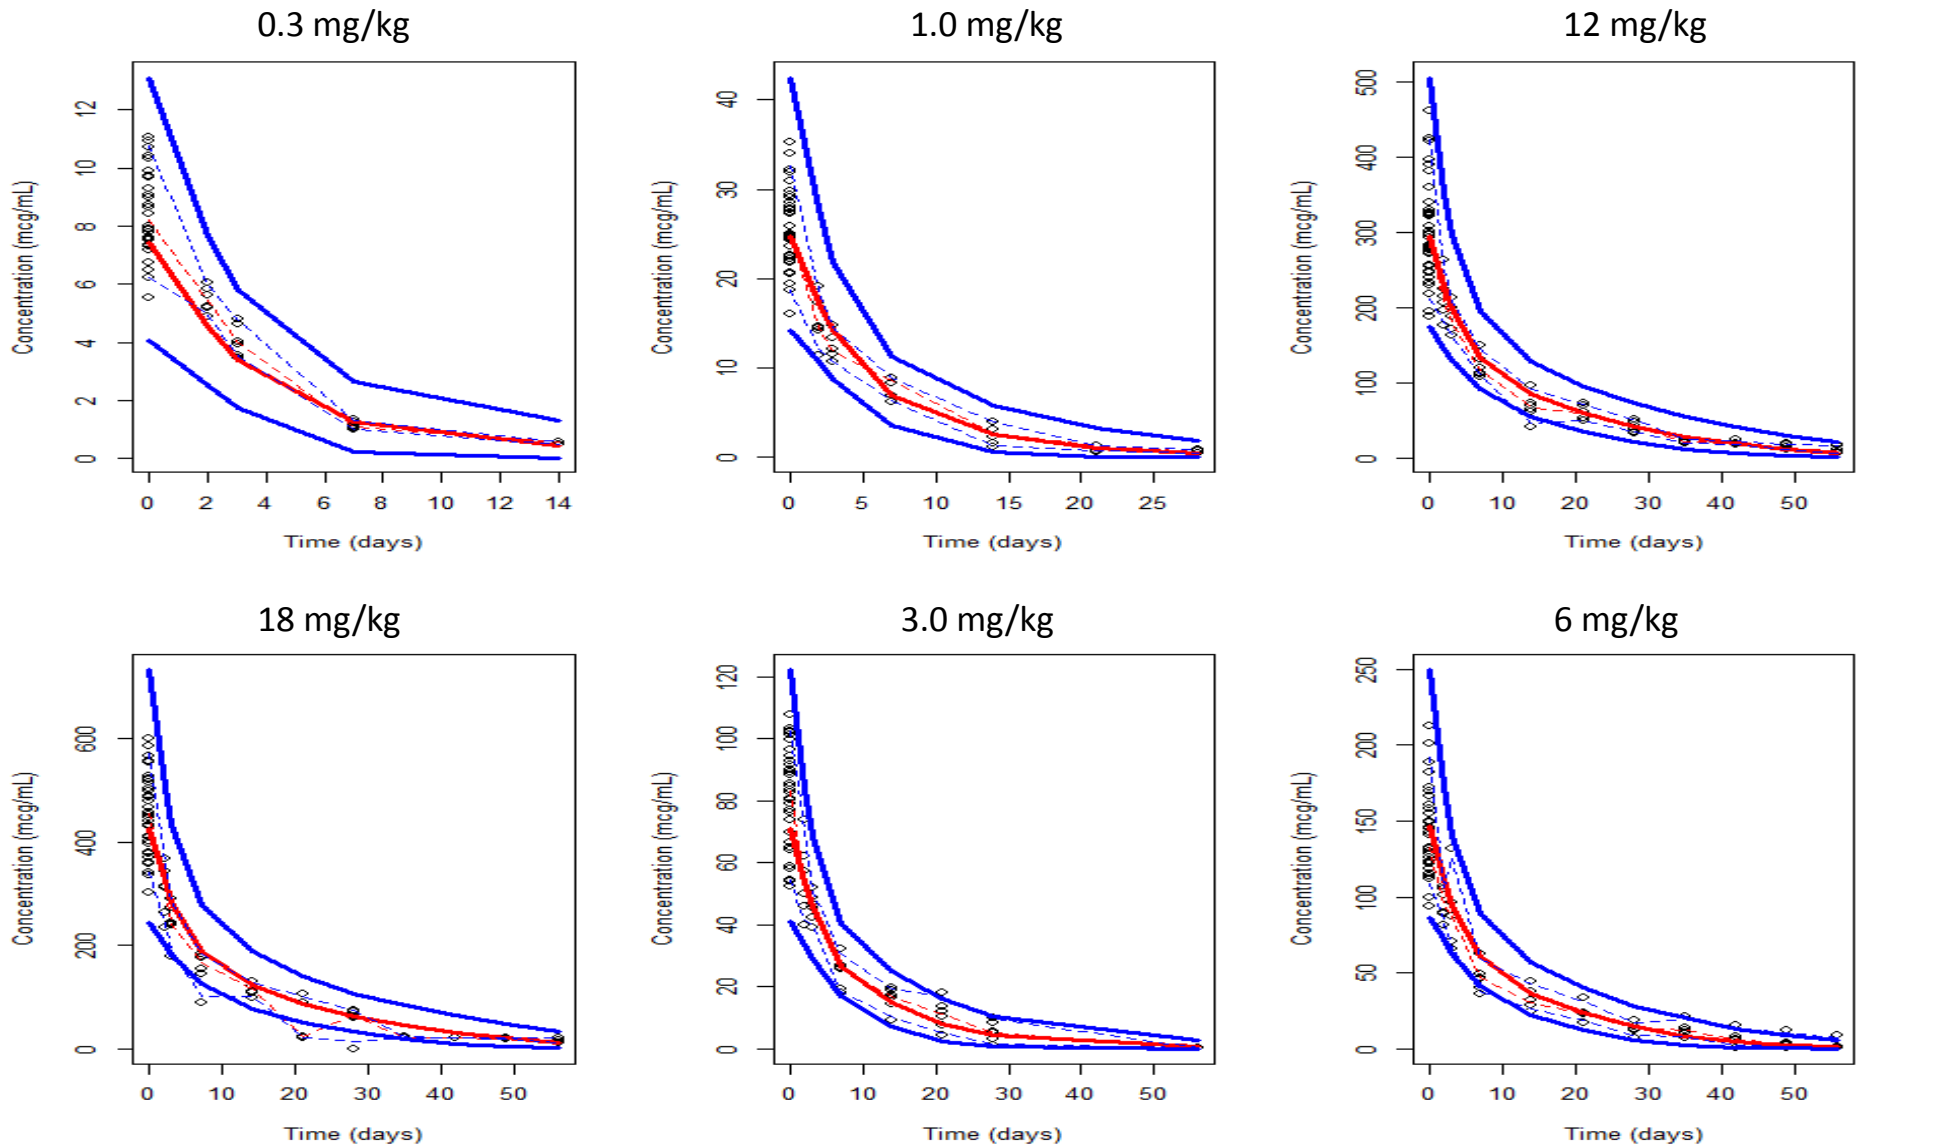 0.3 mg/kg
Concentration (mcg/mL)
0 2 4 6 8 10 12
0 2 4 6 8 10 12 14
Time (days)
1.0 mg/kg
Concentration (mcg/mL)
0 10 20 30 40
0 5 10 15 20 25
Time (days)
12 mg/kg
Concentration (mcg/mL)
0 100 200 300 400 500
0 10 20 30 40 50
Time (days)
18 mg/kg
Concentration (mcg/mL)
0 200 400 600
0 10 20 30 40 50
Time (days)
3.0 mg/kg
Concentration (mcg/mL)
0 20 40 60 80 100 120
0 5 10 15 20 25
Time (days)
6 mg/kg
Concentration (mcg/mL)
0 50 100 150 200 250
0 10 20 30 40 50
Time (days)